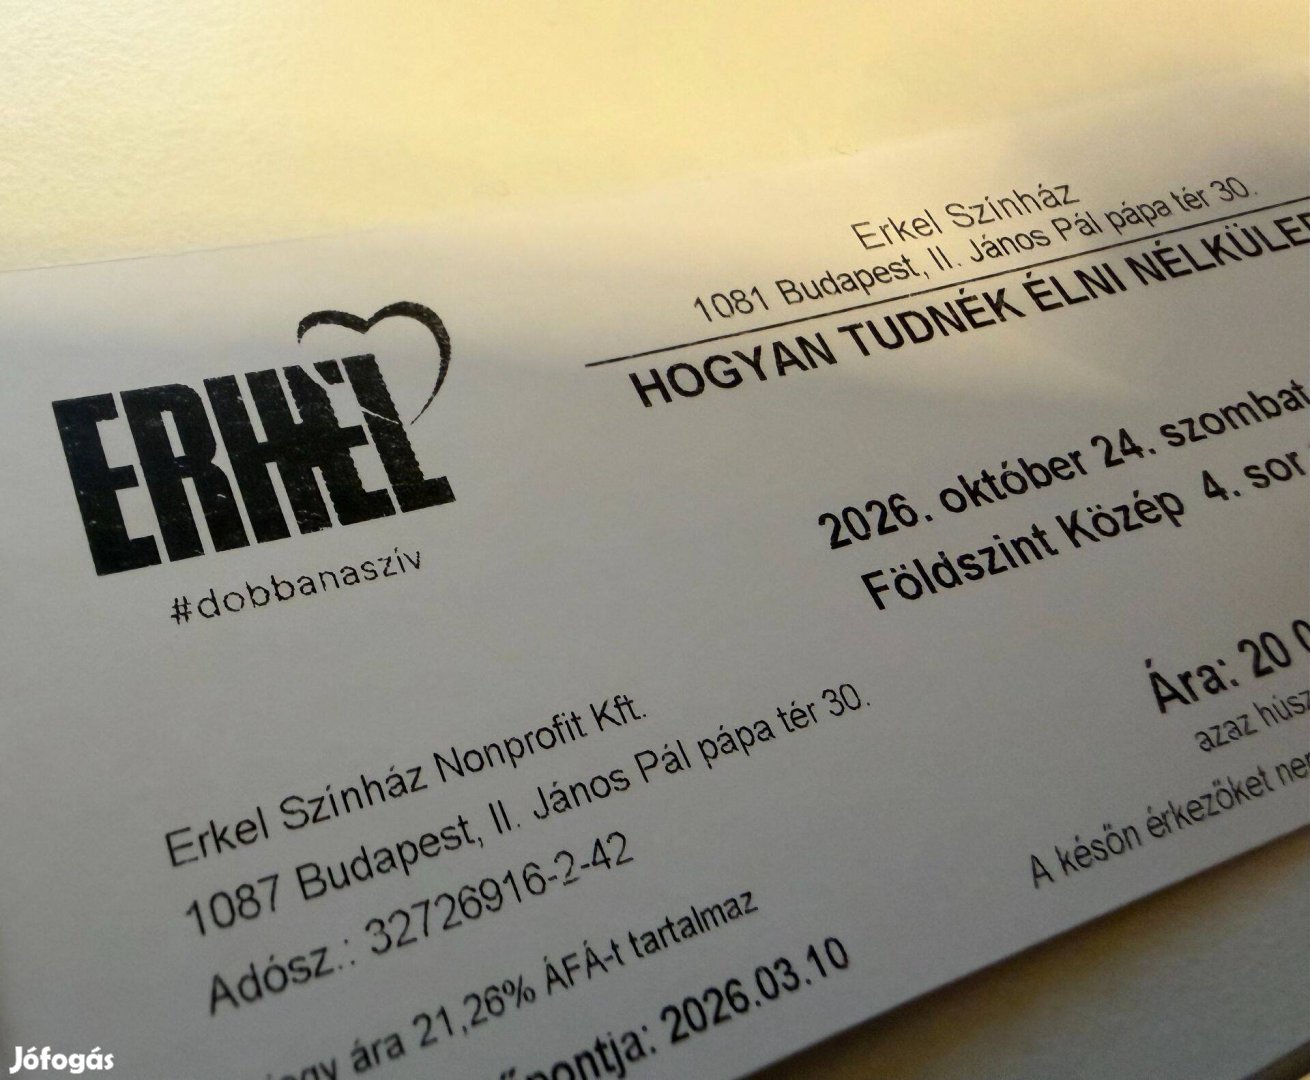 Erkel Színház
1081 Budapest, II. János Pál pápa tér 30.
HOGYAN TUDNÉK ÉLNI NÉLKÜLED
2026. október 24. szombat
Földszint Közép 4. sor
Ára: 20 0
azaz húsz
A későn érkezőket nem
ERKEL
#dobbanaszív
Erkel Színház Nonprofit Kft.
1087 Budapest, II. János Pál pápa tér 30.
Adósz.: 32726916-2-42
ára 21,26% ÁFÁ-t tartalmaz
pontja: 2026.03.10
Jófogás